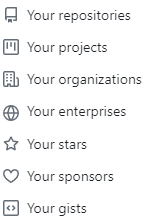 Your repositories
Your projects
Your organizations
Your enterprises
Your stars
Your sponsors
Your gists